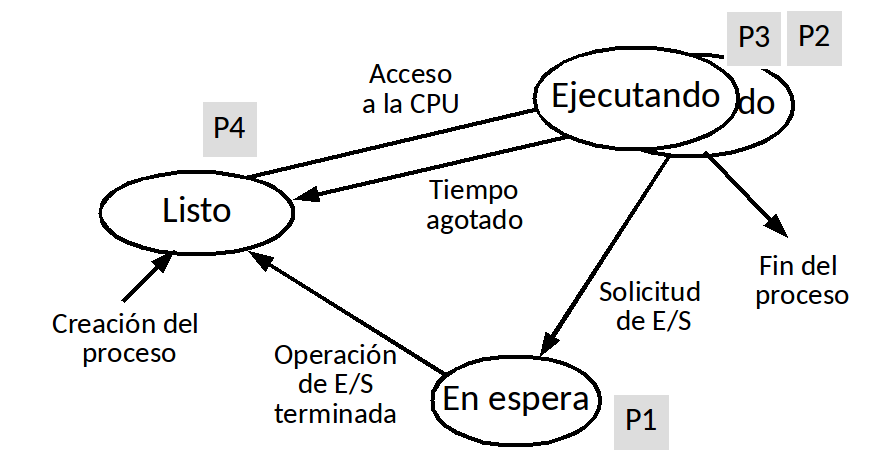 P3 P2
Acceso
a la CPU
Ejecutando
do
P4
Tiempo
agotado
Listo
Fin del
proceso
Solicitud
de E/S
Creación del
proceso
Operación
de E/S
terminada
En espera
P1